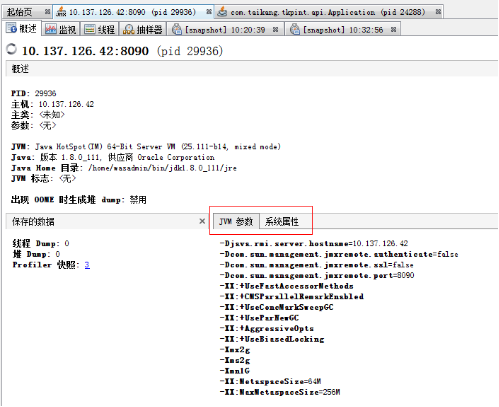 起始页 10.137.126.42:8090 (pid 29936) com.taikang.tkpint.api.Application (pid 24288)
概述 监视 线程 抽样器 [snapshot] 10:20:39 [snapshot] 10:32:56
10.137.126.42:8090 (pid 29936)
概述
PID: 29936
主机: 10.137.126.42
主类: <未知>
参数: <无>
JVM: Java HotSpot(TM) 64-Bit Server VM (25.111-b14, mixed mode)
Java: 版本 1.8.0_111, 供应商 Oracle Corporation
Java Home 目录: /home/wasadmin/bin/jdk1.8.0_111/jre
JVM 标志: <无>
出现 OOME 时生成堆 dump: 禁用
保存的数据
线程 Dump: 0
堆 Dump: 0
Profiler 快照: 3
JVM 参数 系统属性
-Djava.rmi.server.hostname=10.137.126.42
-Dcom.sun.management.jmxremote.authenticate=false
-Dcom.sun.management.jmxremote.ssl=false
-Dcom.sun.management.jmxremote.port=8090
-XX:+UseFastAccessorMethods
-XX:+CMSParallelRemarkEnabled
-XX:+UseConcMarkSweepGC
-XX:+UseParNewGC
-XX:+AggressiveOpts
-XX:+UseBiasedLocking
-Xmx2g
-Xms2g
-Xmn1G
-XX:MetaspaceSize=64M
-XX:MaxMetaspaceSize=256M